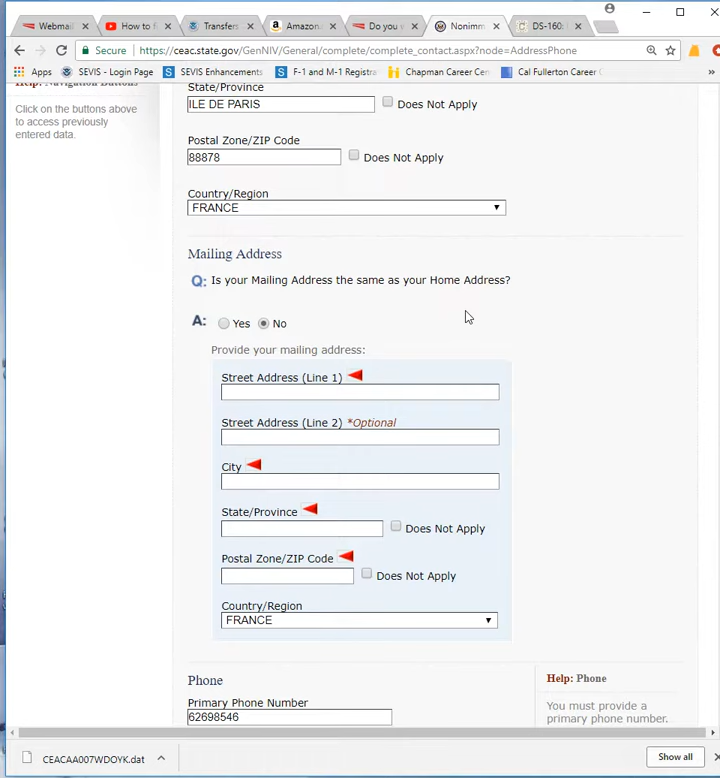 Webmail
How to f
Transfers
Amazon
Do you v
Nonimm
DS-160:
Secure
https://ceac.state.gov/GenNIV/General/complete/complete_contact.aspx?node=AddressPhone
Apps
SEVIS - Login Page
SEVIS Enhancements
F-1 and M-1 Registra
Chapman Career Cen
Cal Fullerton Career
Help: Navigation Buttons
Click on the buttons above
to access previously
entered data.
State/Province
ILE DE PARIS
Does Not Apply
Postal Zone/ZIP Code
88878
Does Not Apply
Country/Region
FRANCE
Mailing Address
Q: Is your Mailing Address the same as your Home Address?
A: Yes No
Provide your mailing address:
Street Address (Line 1)
Street Address (Line 2) *Optional
City
State/Province
Does Not Apply
Postal Zone/ZIP Code
Does Not Apply
Country/Region
FRANCE
Phone
Primary Phone Number
62698546
Help: Phone
You must provide a
primary phone number.
CEACAA007WDOYK.dat
Show all